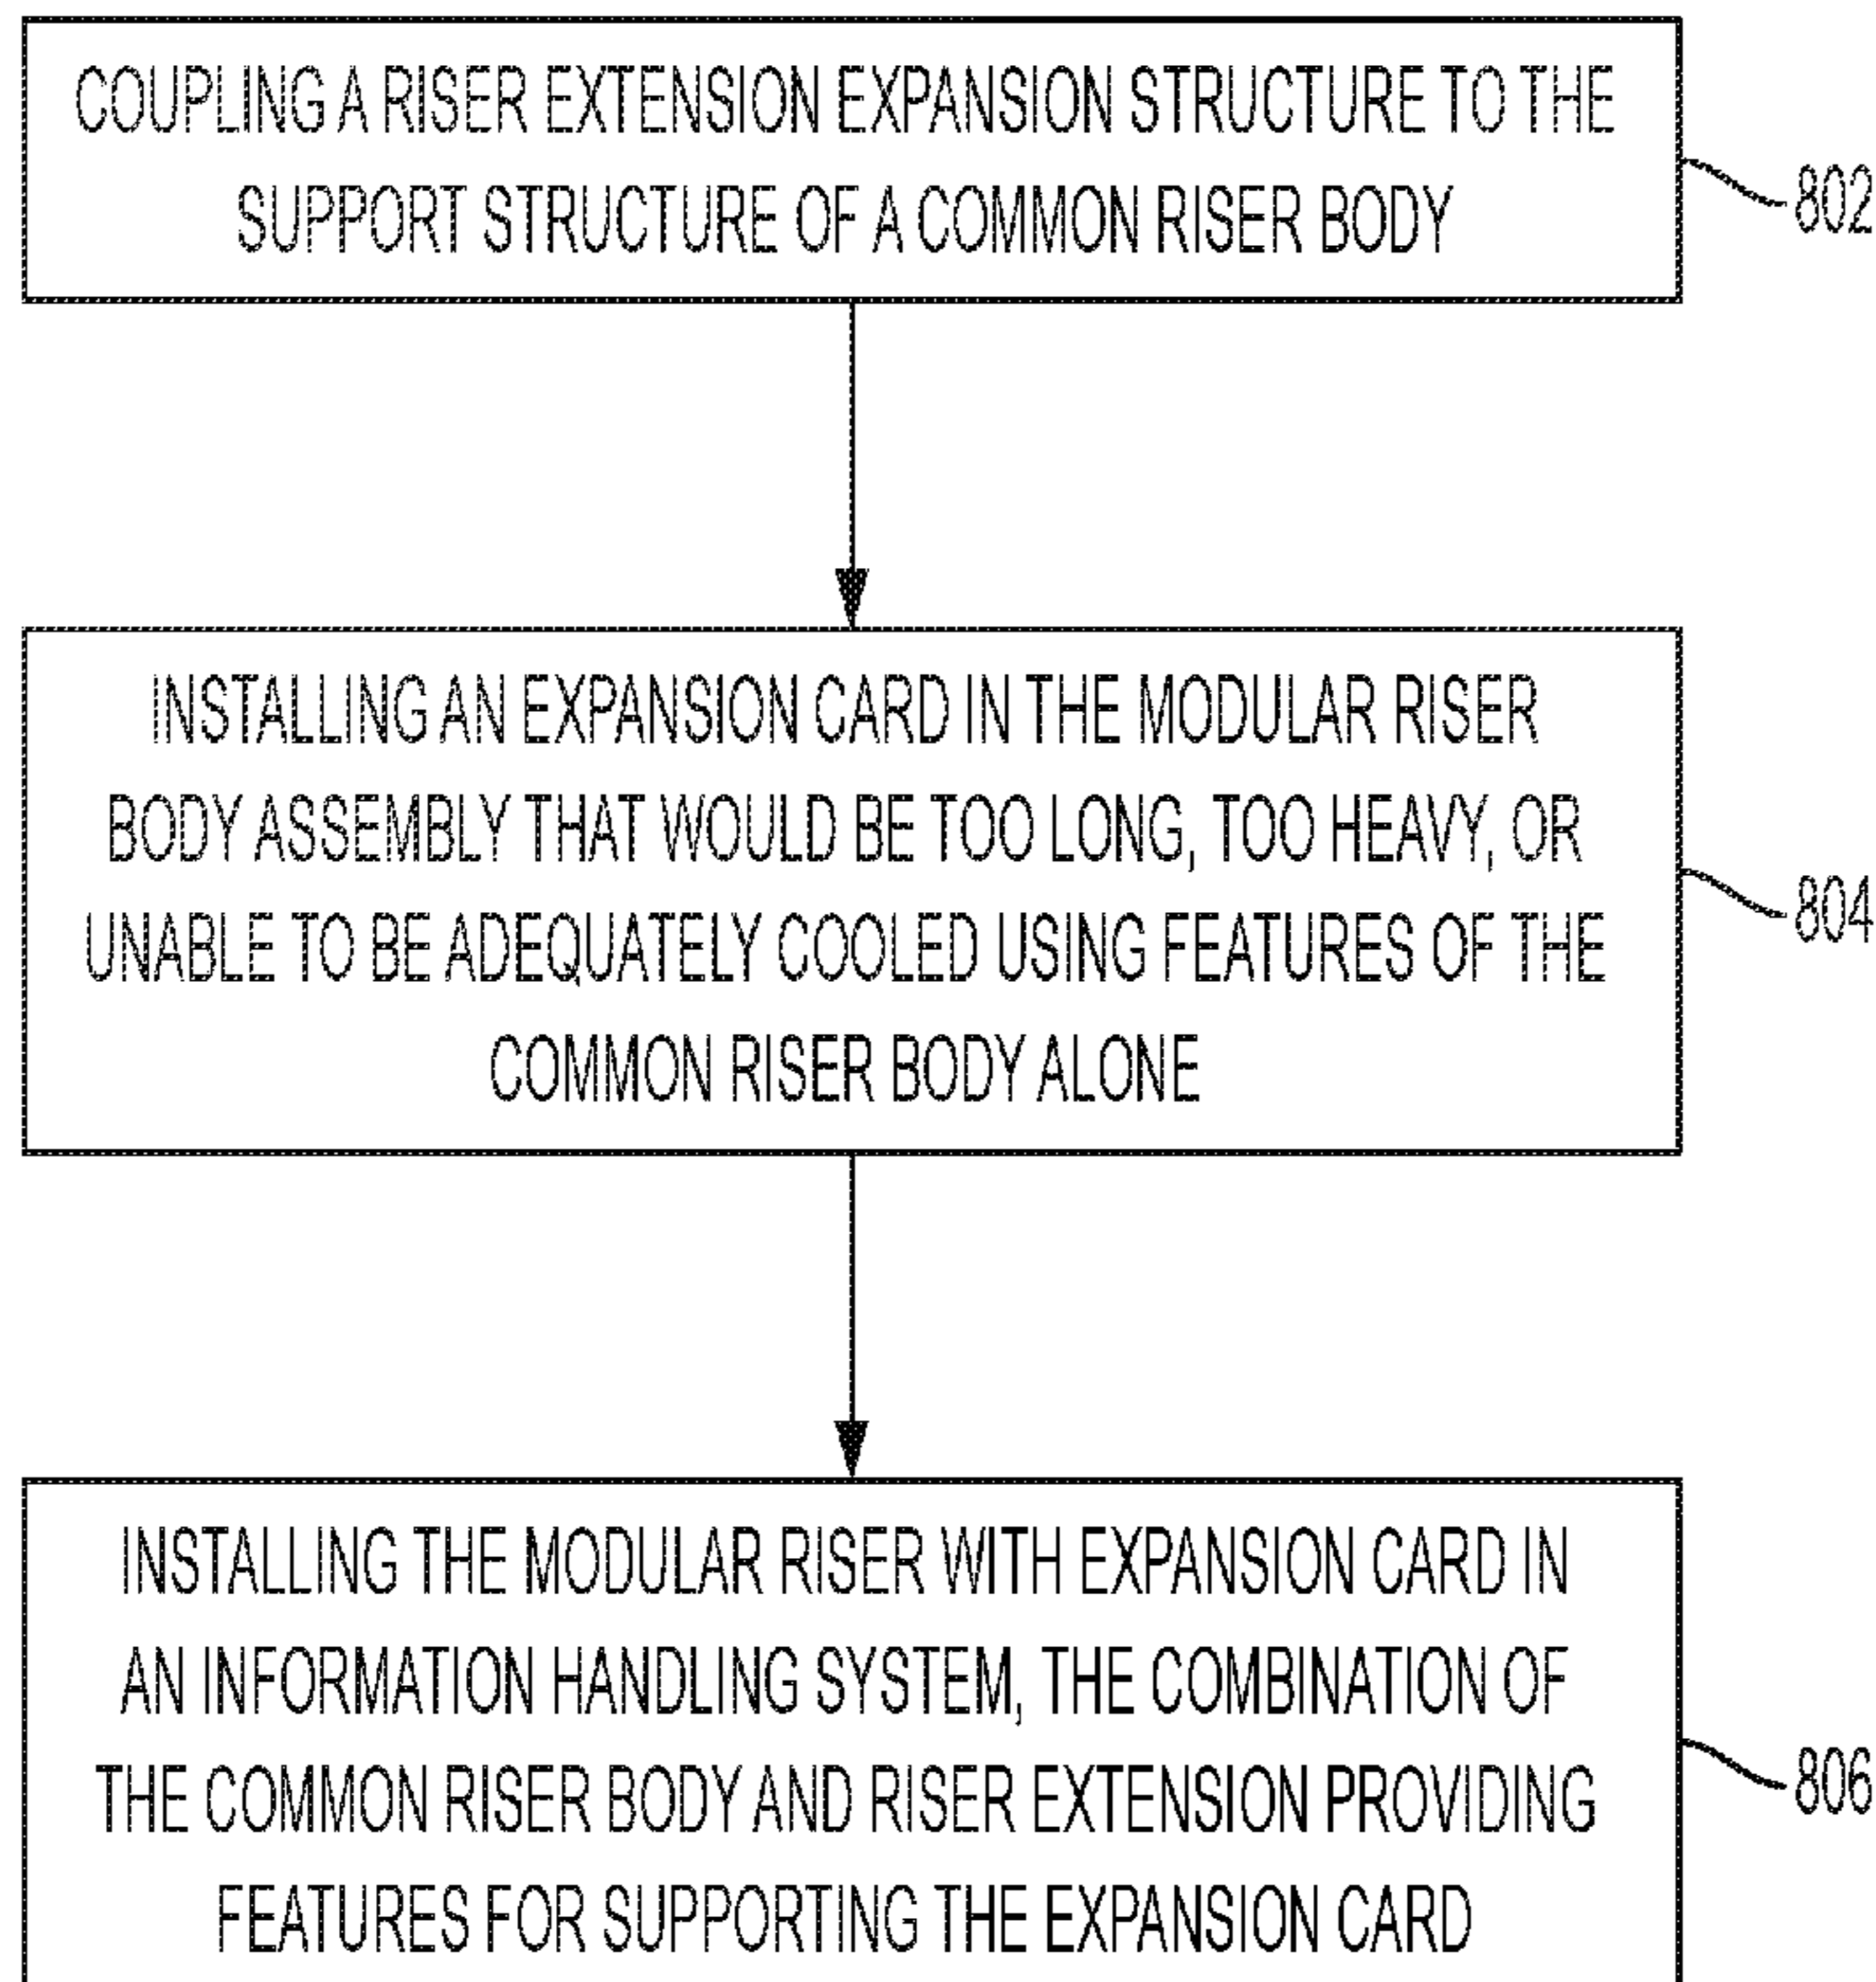 COUPLING A RISER EXTENSION EXPANSION STRUCTURE TO THE
SUPPORT STRUCTURE OF A COMMON RISER BODY
802
INSTALLING AN EXPANSION CARD IN THE MODULAR RISER
BODY ASSEMBLY THAT WOULD BE TOO LONG, TOO HEAVY, OR
UNABLE TO BE ADEQUATELY COOLED USING FEATURES OF THE
COMMON RISER BODY ALONE
804
INSTALLING THE MODULAR RISER WITH EXPANSION CARD IN
AN INFORMATION HANDLING SYSTEM, THE COMBINATION OF
THE COMMON RISER BODY AND RISER EXTENSION PROVIDING
FEATURES FOR SUPPORTING THE EXPANSION CARD
806